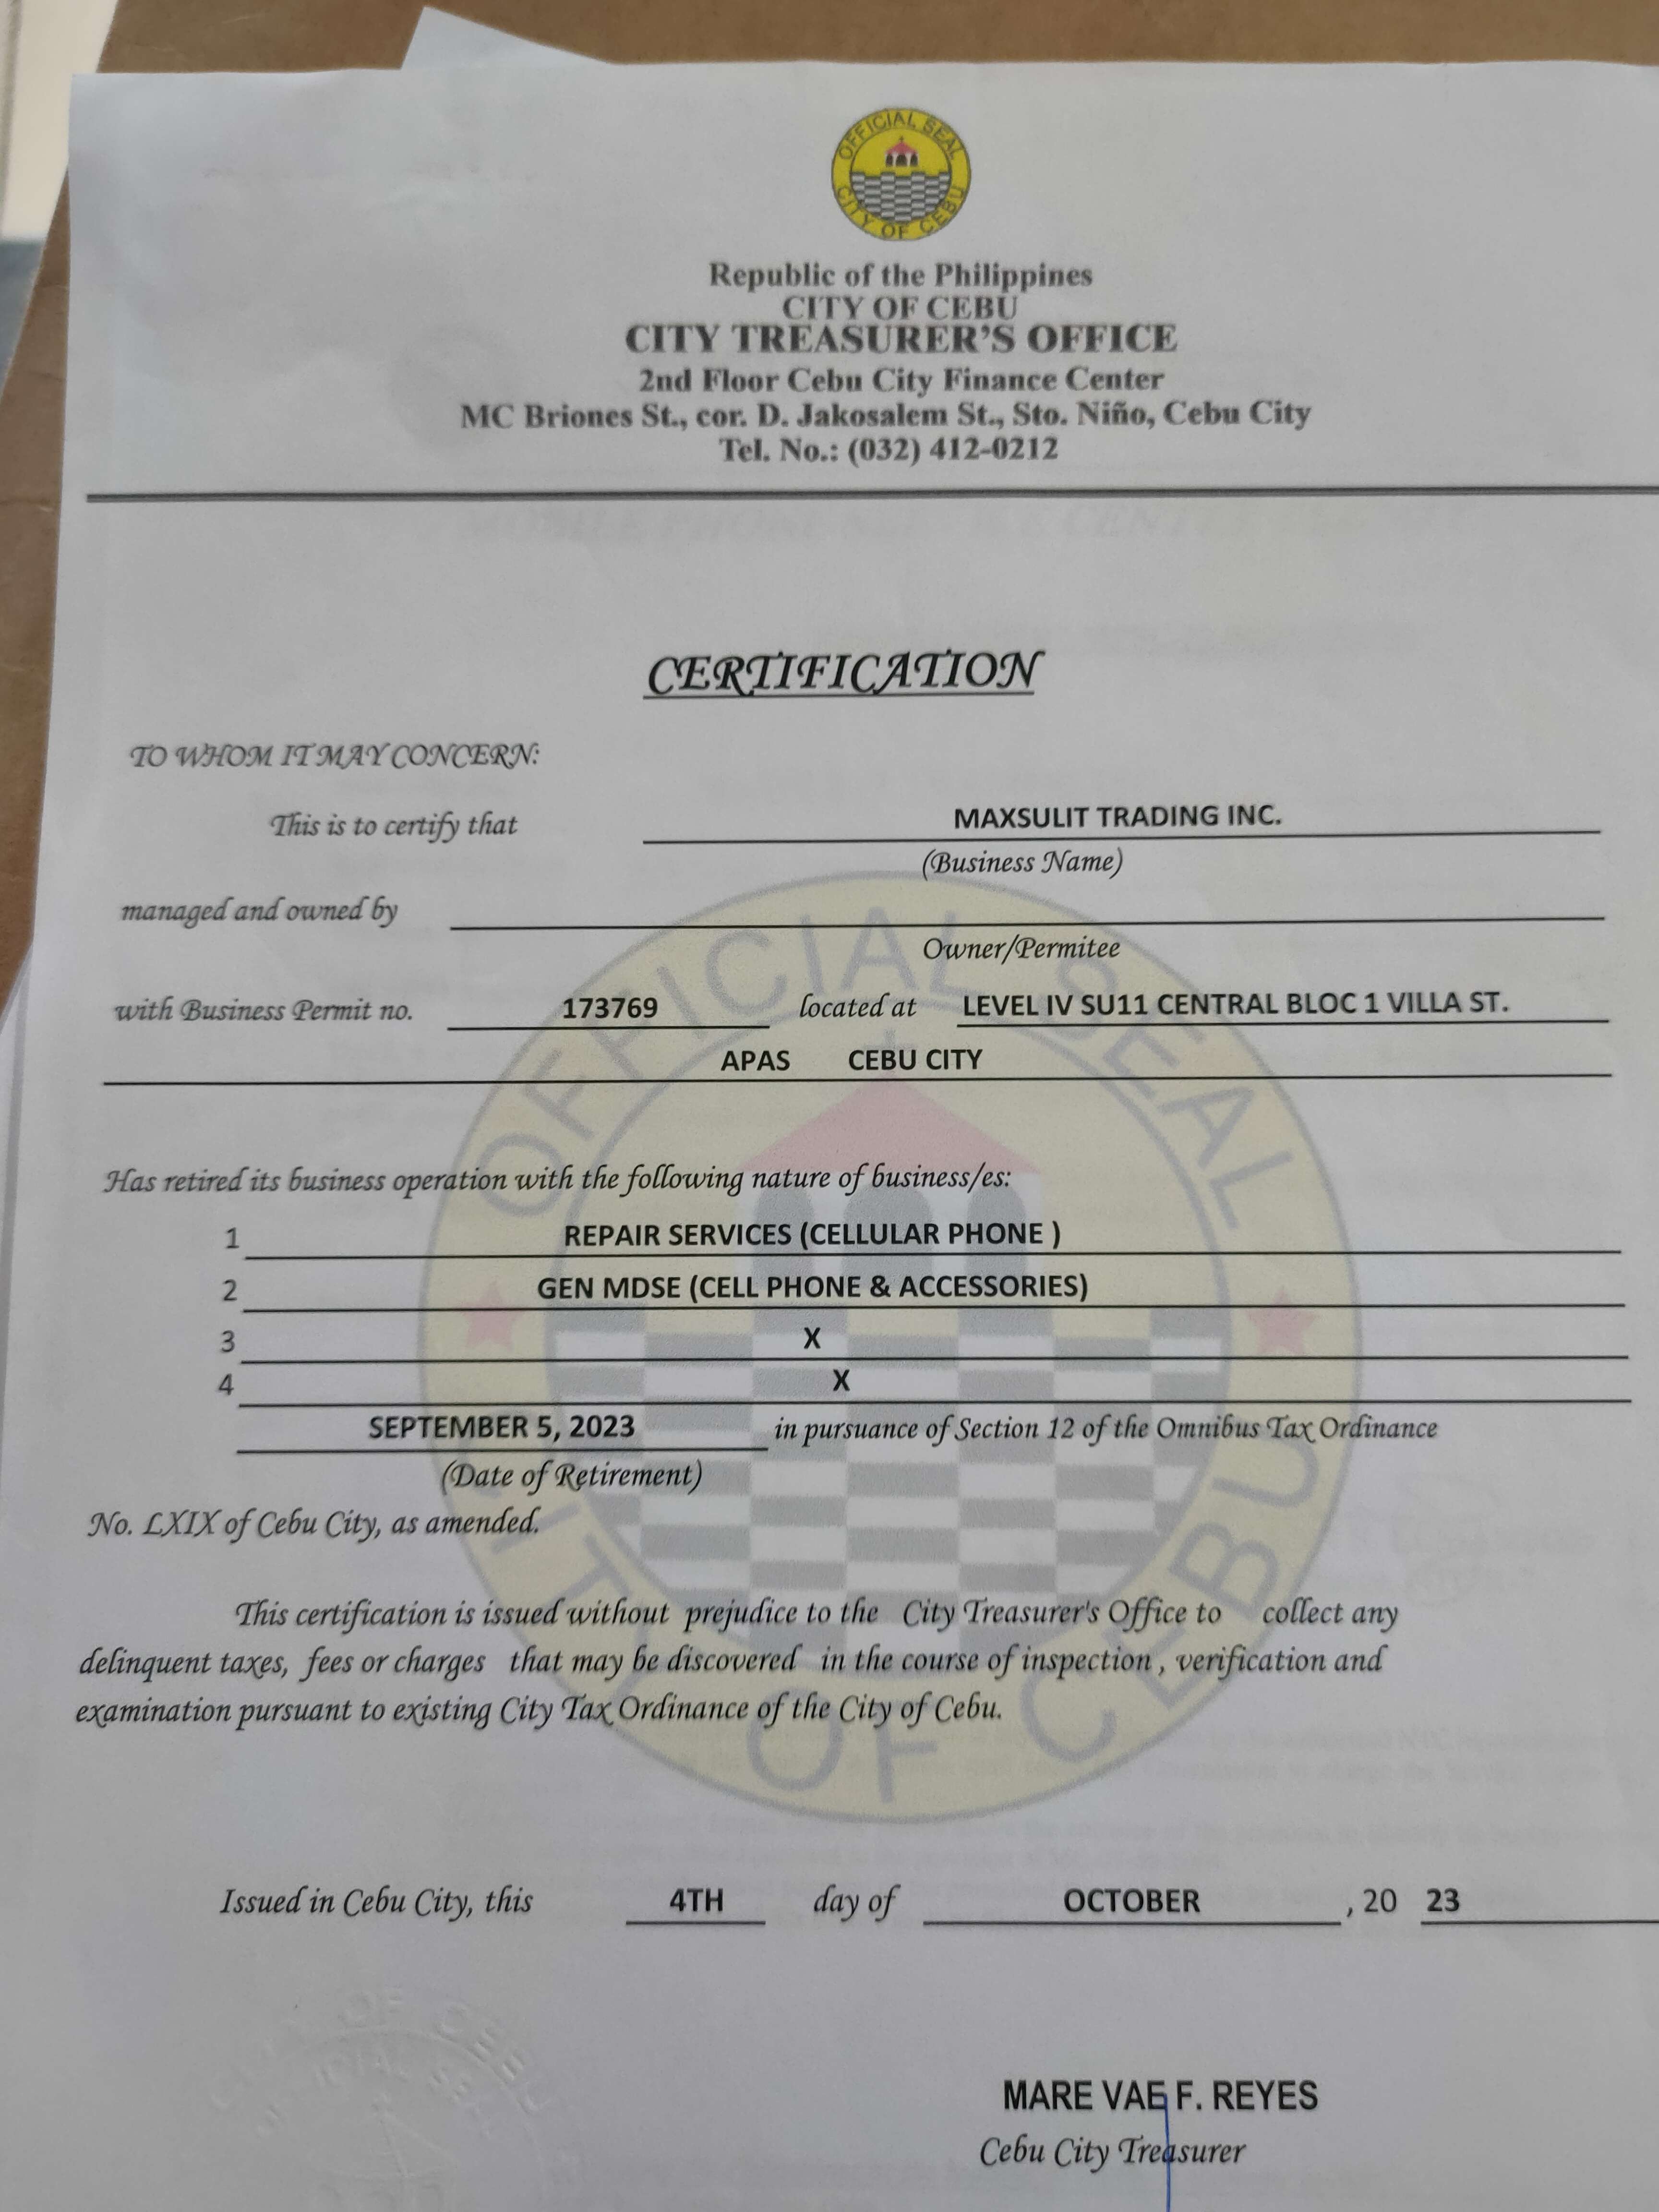 OFFICIAL SEAL
CITY OF CEBU
Republic of the Philippines
CITY OF CEBU
CITY TREASURER'S OFFICE
2nd Floor Cebu City Finance Center
MC Briones St., cor. D. Jakosalem St., Sto. Niño, Cebu City
Tel. No.: (032) 412-0212
CERTIFICATION
TO WHOM IT MAY CONCERN:
This is to certify that MAXSULIT TRADING INC.
(Business Name)
managed and owned by
Owner/Permitee
with Business Permit no. 173769 located at LEVEL IV SU11 CENTRAL BLOC 1 VILLA ST.
APAS CEBU CITY
Has retired its business operation with the following nature of business/es:
1 REPAIR SERVICES (CELLULAR PHONE )
2 GEN MDSE (CELL PHONE & ACCESSORIES)
3 X
4 X
SEPTEMBER 5, 2023 in pursuance of Section 12 of the Omnibus Tax Ordinance
(Date of Retirement)
No. LXIX of Cebu City, as amended.
This certification is issued without prejudice to the City Treasurer's Office to collect any
delinquent taxes, fees or charges that may be discovered in the course of inspection, verification and
examination pursuant to existing City Tax Ordinance of the City of Cebu.
OFFICIAL SEAL
CITY OF CEBU
Issued in Cebu City, this 4TH day of OCTOBER , 20 23
MARE VAE F. REYES
Cebu City Treasurer